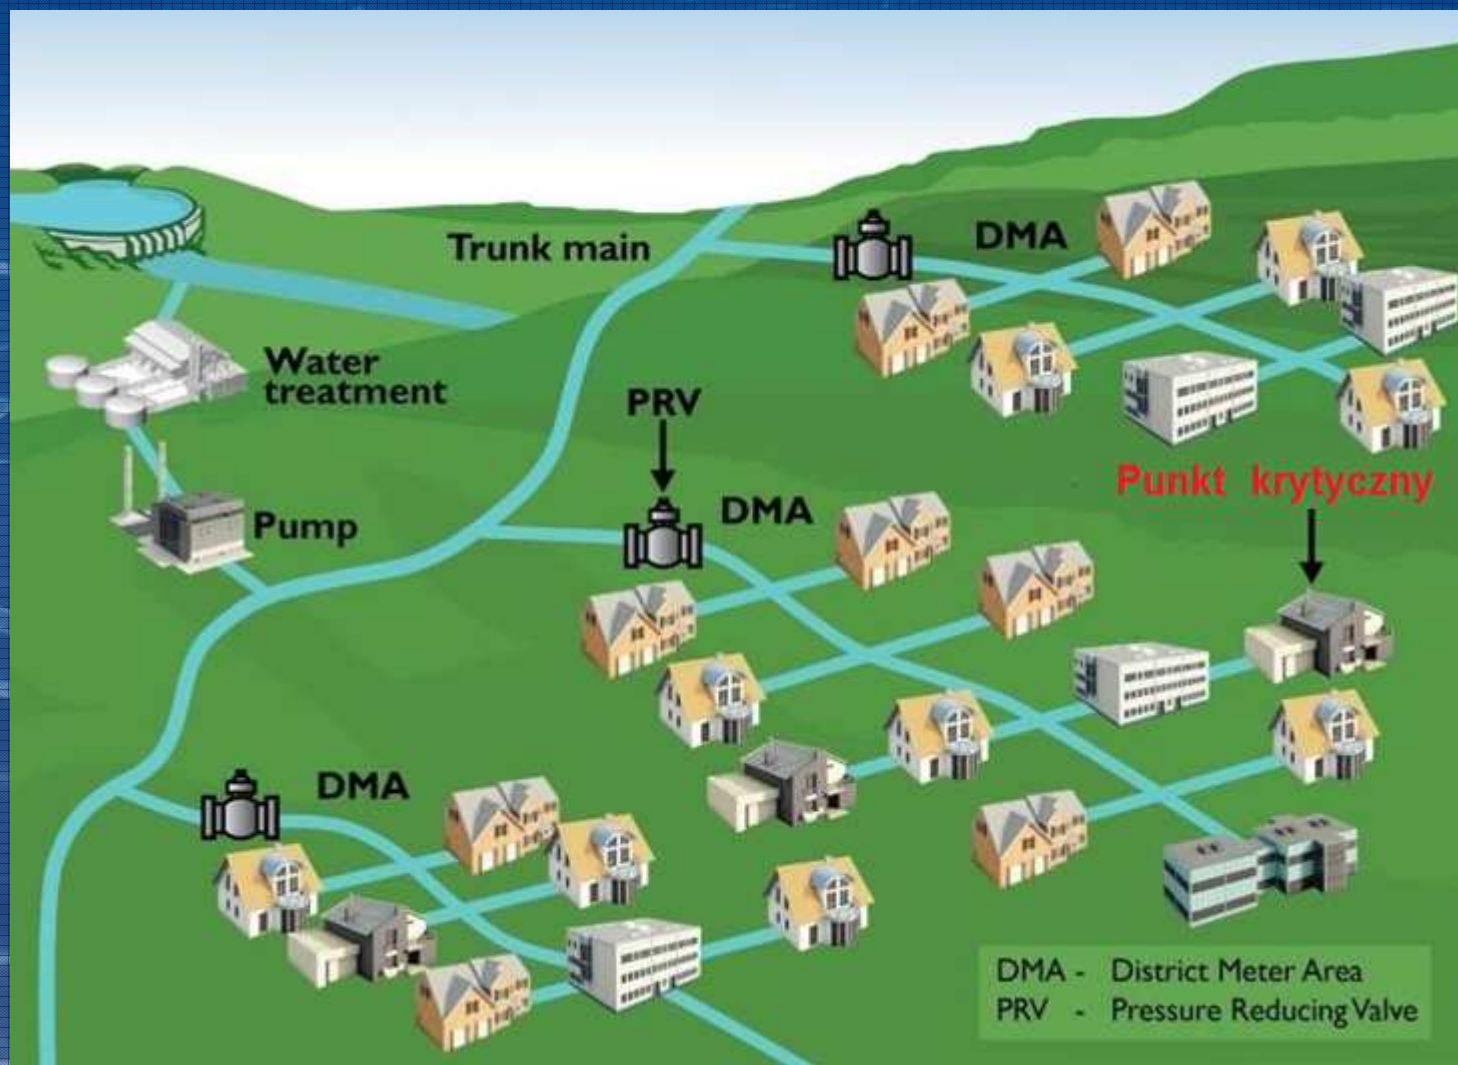 Trunk main
DMA
Water
treatment
PRV
Punkt krytyczny
DMA
Pump
DMA
DMA - District Meter Area
PRV - Pressure Reducing Valve